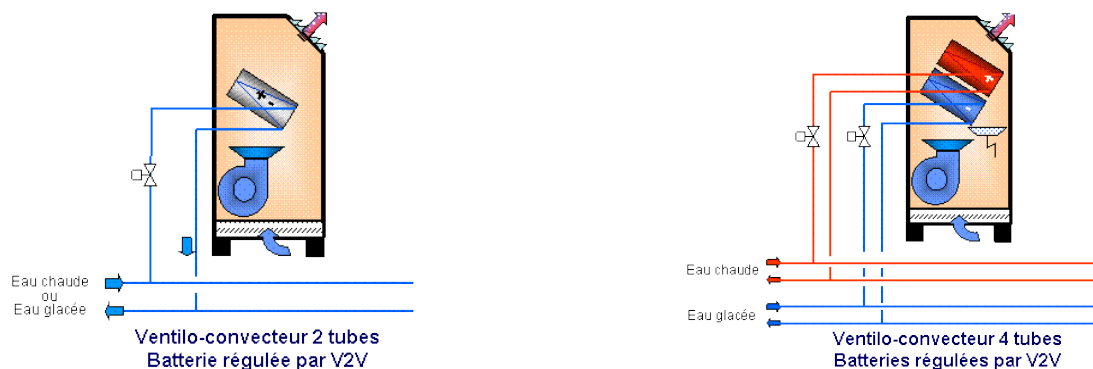 Eau chaude
ou
Eau glacée
Ventilo-convecteur 2 tubes
Batterie régulée par V2V
+
-
+
-
Eau chaude
Eau glacée
Ventilo-convecteur 4 tubes
Batteries régulées par V2V